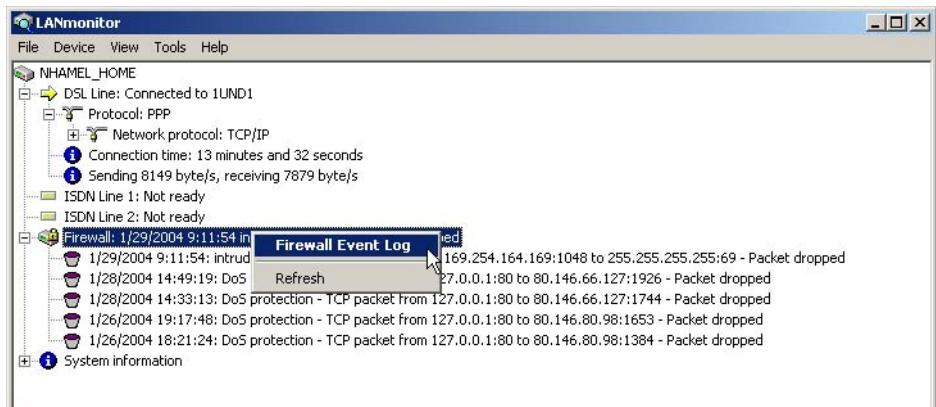 LANmonitor
File Device View Tools Help
NHAMEL_HOME
DSL Line: Connected to 1UND1
Protocol: PPP
Network protocol: TCP/IP
Connection time: 13 minutes and 32 seconds
Sending 8149 byte/s, receiving 7879 byte/s
ISDN Line 1: Not ready
ISDN Line 2: Not ready
Firewall: 1/29/2004 9:11:54
Firewall Event Log
Refresh
1/29/2004 9:11:54: 169.254.164.169:1048 to 255.255.255.255:69 - Packet dropped
1/28/2004 14:49:19: DoS 27.0.0.1:80 to 80.146.66.127:1926 - Packet dropped
1/28/2004 14:33:13: DoS protection - TCP packet from 127.0.0.1:80 to 80.146.66.127:1744 - Packet dropped
1/26/2004 19:17:48: DoS protection - TCP packet from 127.0.0.1:80 to 80.146.80.98:1653 - Packet dropped
1/26/2004 18:21:24: DoS protection - TCP packet from 127.0.0.1:80 to 80.146.80.98:1384 - Packet dropped
System information